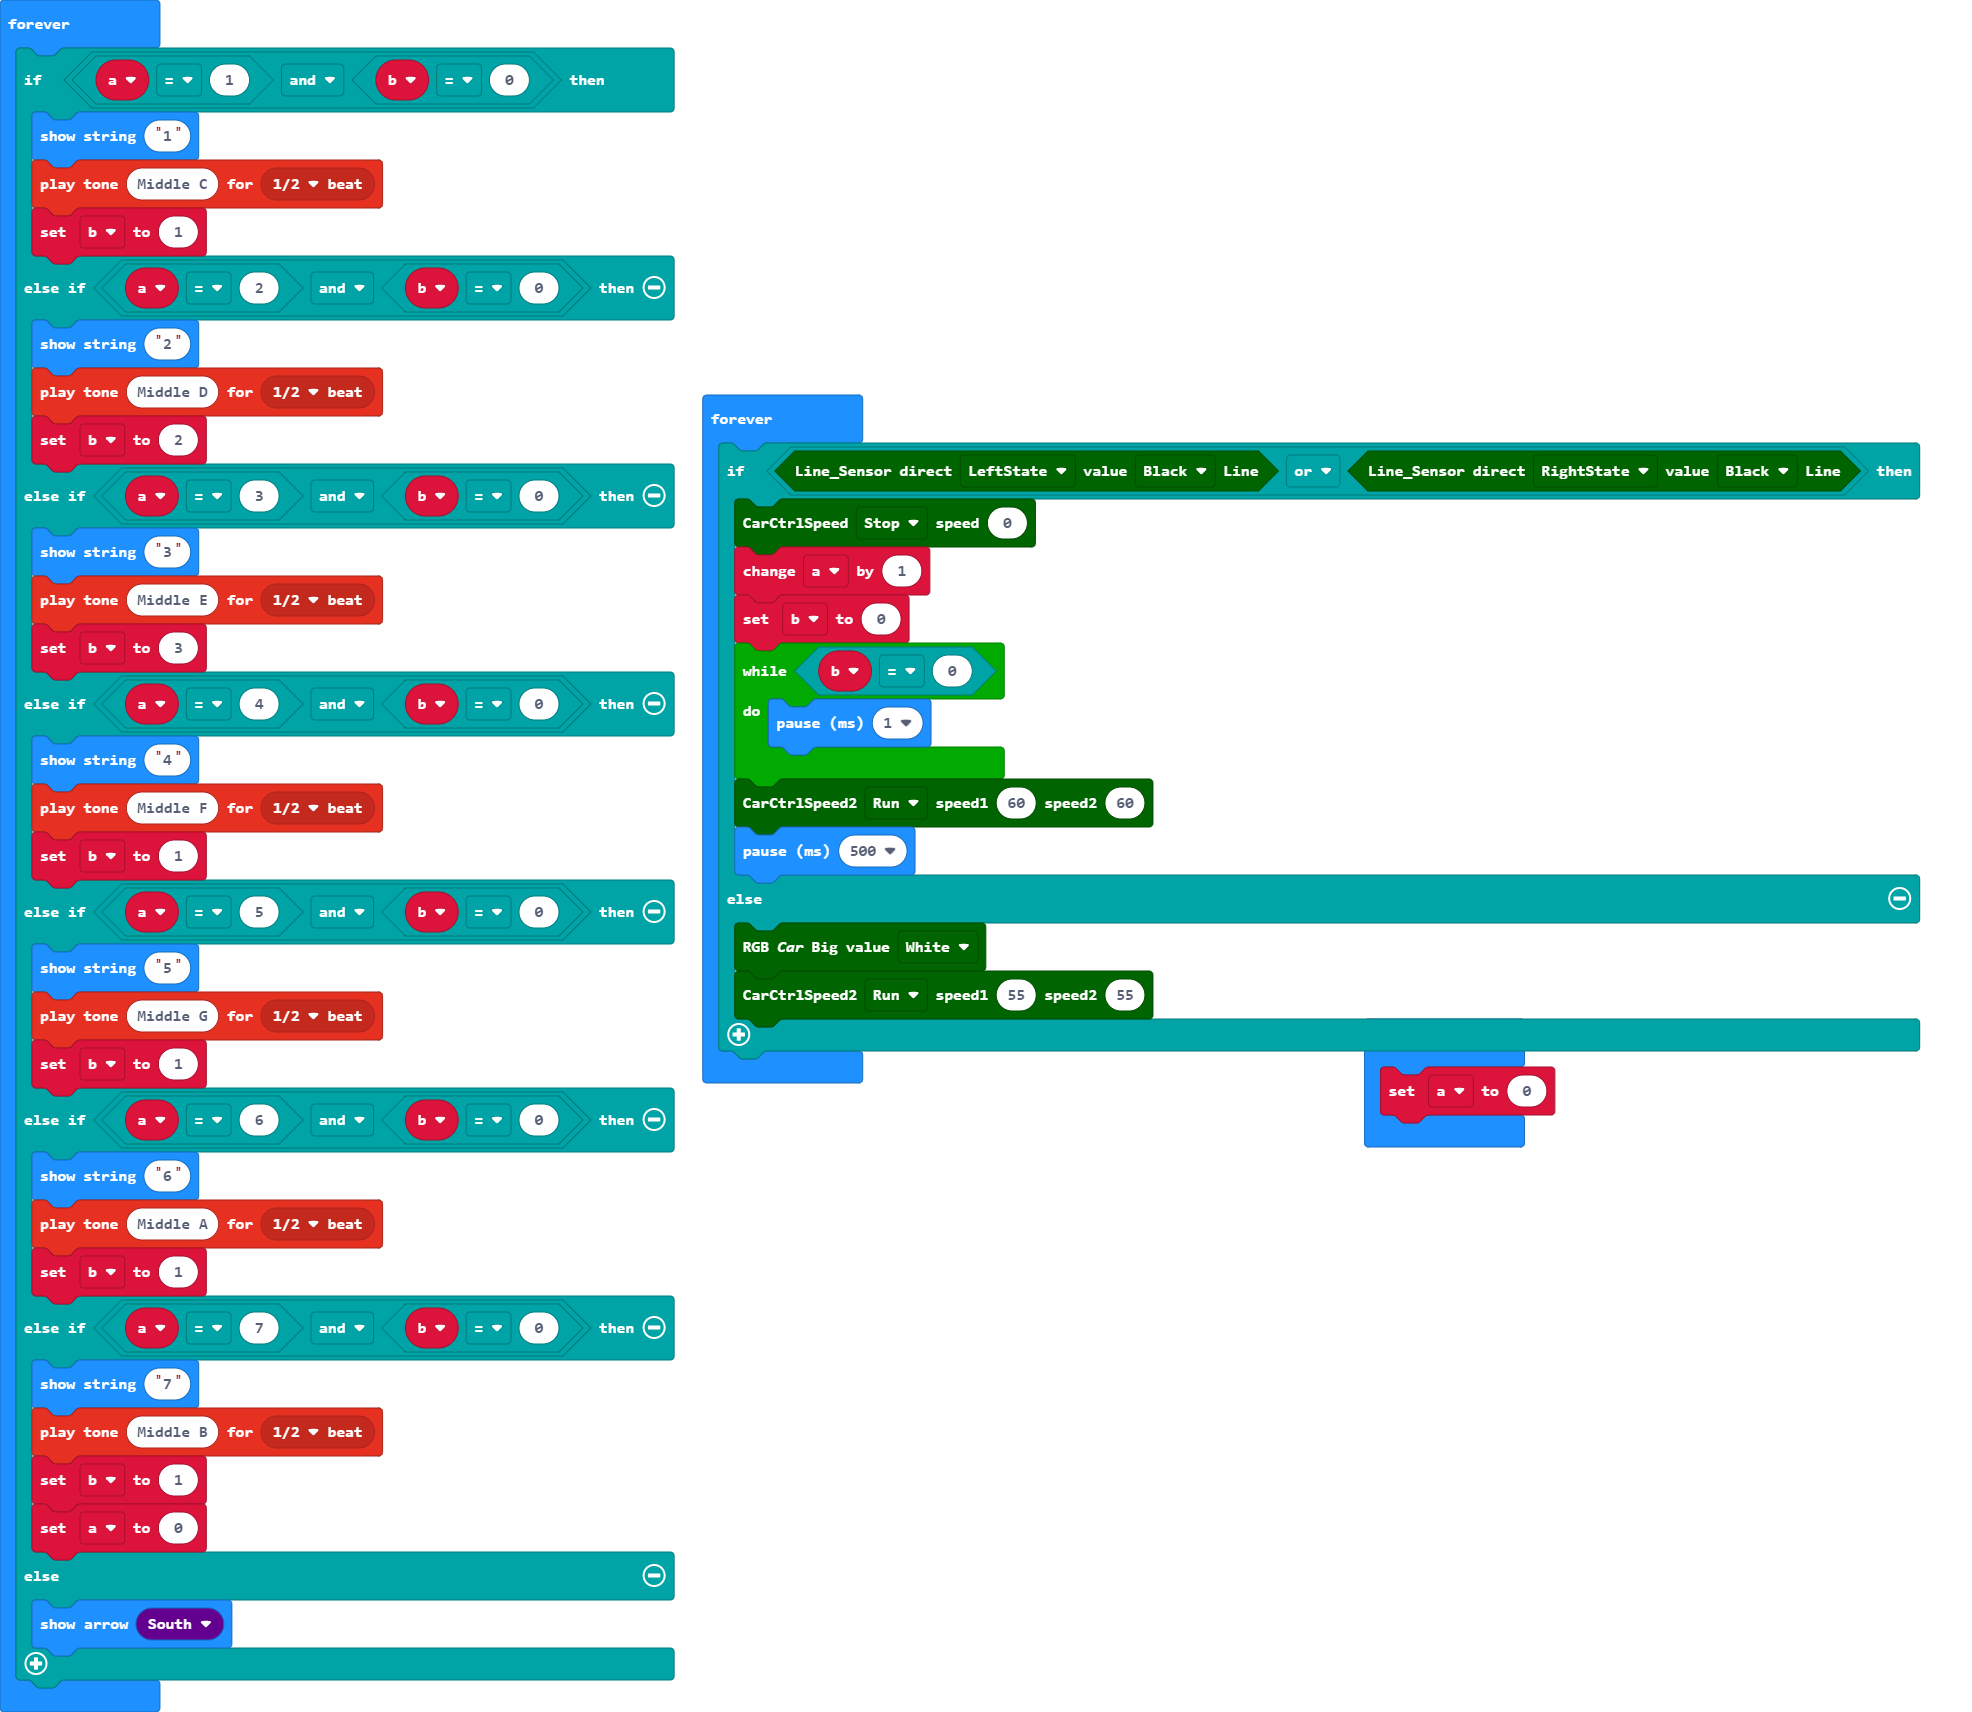 forever
if a = 1 and b = 0 then
show string "1"
play tone Middle C for 1/2 beat
set b to 1
else if a = 2 and b = 0 then
show string "2"
play tone Middle D for 1/2 beat
set b to 2
else if a = 3 and b = 0 then
show string "3"
play tone Middle E for 1/2 beat
set b to 3
else if a = 4 and b = 0 then
show string "4"
play tone Middle F for 1/2 beat
set b to 1
else if a = 5 and b = 0 then
show string "5"
play tone Middle G for 1/2 beat
set b to 1
else if a = 6 and b = 0 then
show string "6"
play tone Middle A for 1/2 beat
set b to 1
else if a = 7 and b = 0 then
show string "7"
play tone Middle B for 1/2 beat
set b to 1
set a to 0
else
show arrow South
forever
if Line_Sensor direct LeftState value Black Line or Line_Sensor direct RightState value Black Line then
CarCtrlSpeed Stop speed 0
change a by 1
set b to 0
while b = 0
do pause (ms) 1
CarCtrlSpeed2 Run speed1 60 speed2 60
pause (ms) 500
else
RGB Car Big value White
CarCtrlSpeed2 Run speed1 55 speed2 55
set a to 0